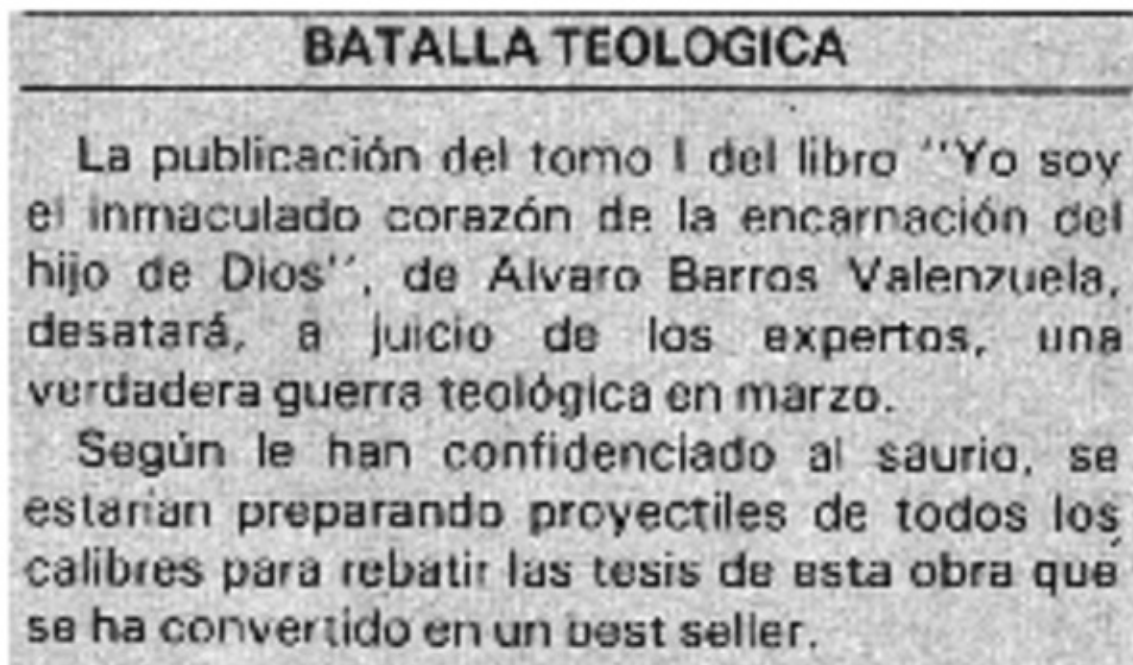 BATALLA TEOLOGICA
La publicación del tomo I del libro "Yo soy
el inmaculado corazón de la encarnación del
hijo de Dios", de Alvaro Barros Valenzuela,
desatará, a juicio de los expertos, una
verdadera guerra teológica en marzo.
Según le han confidenciado al saurio, se
estarían preparando proyectiles de todos los
calibres para rebatir las tesis de esta obra que
se ha convertido en un best seller.